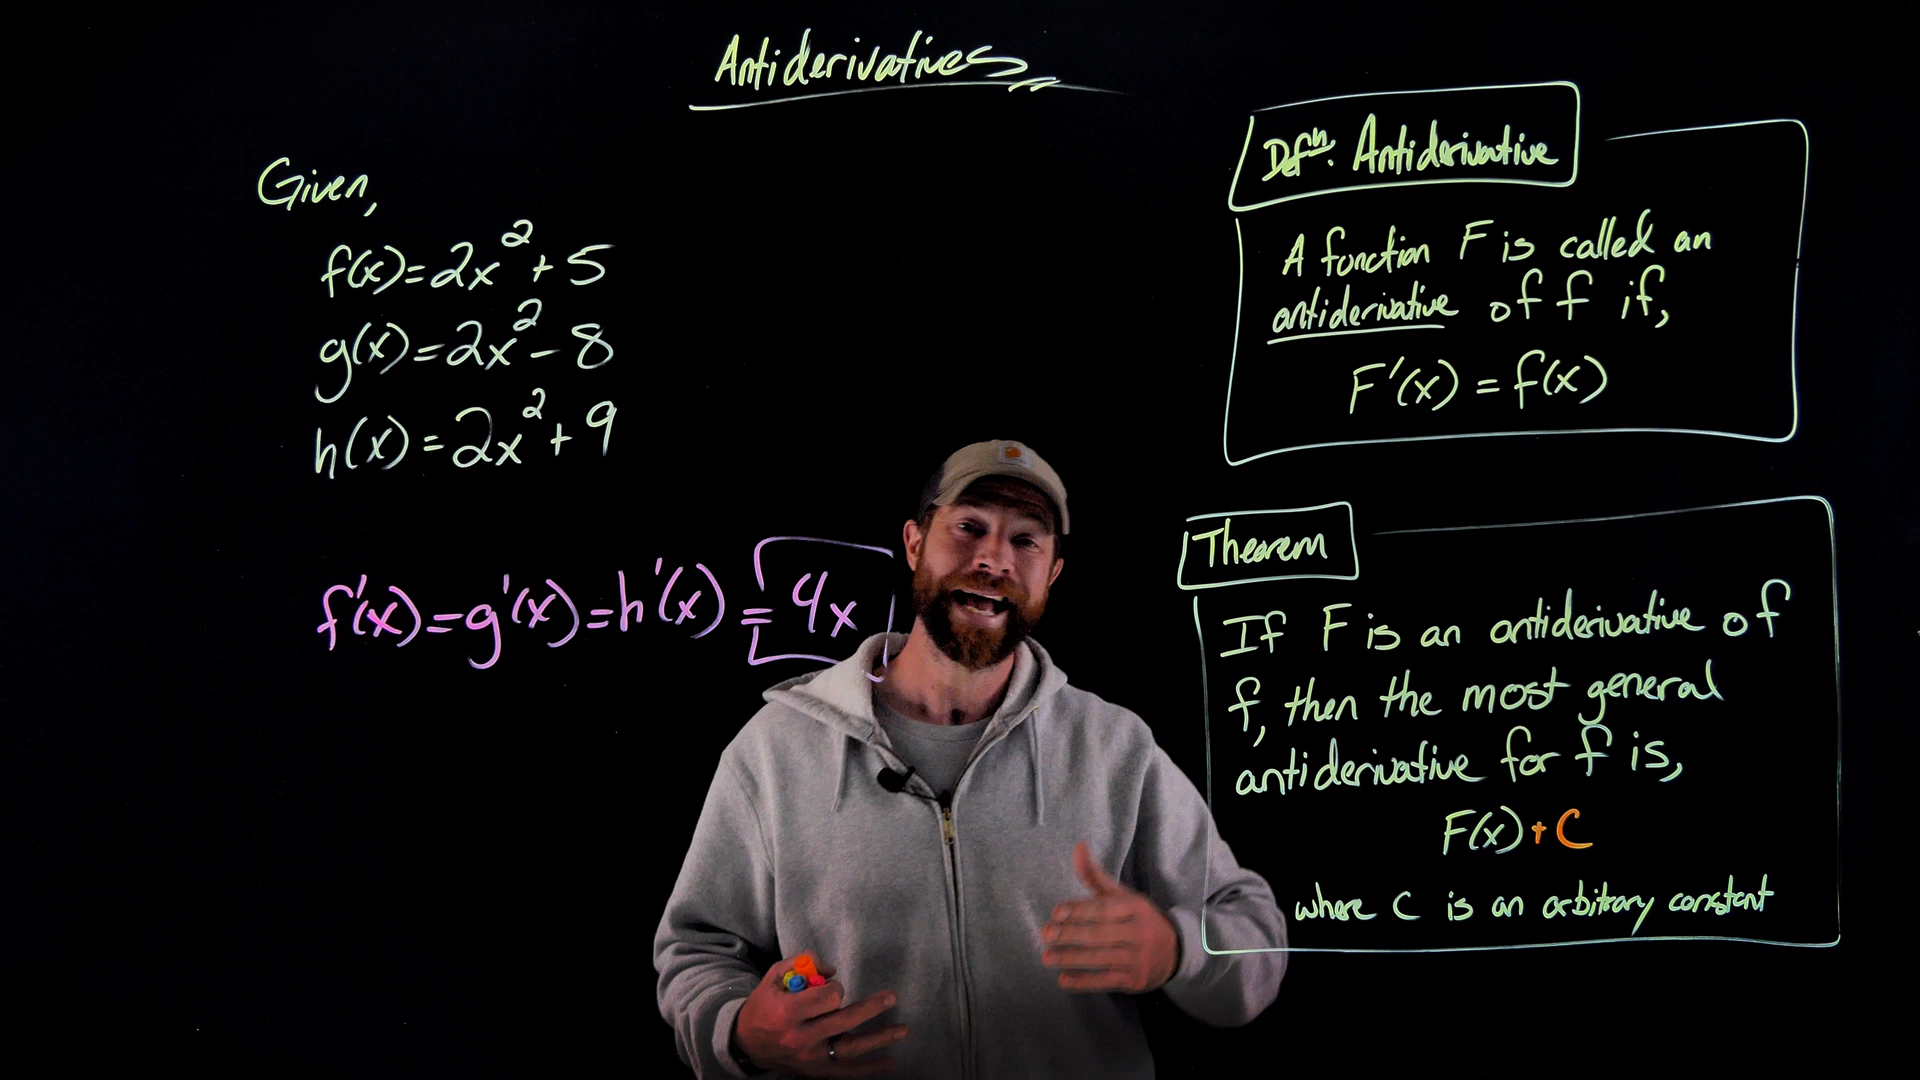 Antiderivatives
Given,
f(x)=2x²+5
g(x)=2x²-8
h(x)=2x²+9
f'(x)=g'(x)=h'(x)=4x
Defⁿ: Antiderivative
A function F is called an
antiderivative of f if,
F'(x) = f(x)
Theorem
If F is an antiderivative of
f, then the most general
antiderivative for f is,
F(x)+C
where C is an arbitrary constant